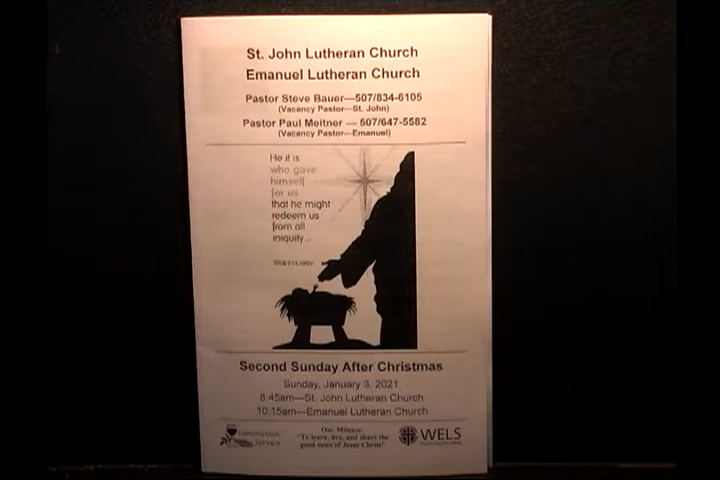 St. John Lutheran Church
Emanuel Lutheran Church
Pastor Steve Bauer—507/834-6105
(Vacancy Pastor—St. John)
Pastor Paul Meitner — 507/647-5582
(Vacancy Pastor—Emanuel)
He it is
who gave
himself
for us
that he might
redeem us
from all
iniquity...
Second Sunday After Christmas
Sunday, January 3, 2021
8:45am—St. John Lutheran Church
10:15am—Emanuel Lutheran Church
Communion
Service
Our Mission:
"To learn, live, and share the
good news of Jesus Christ"
WELS